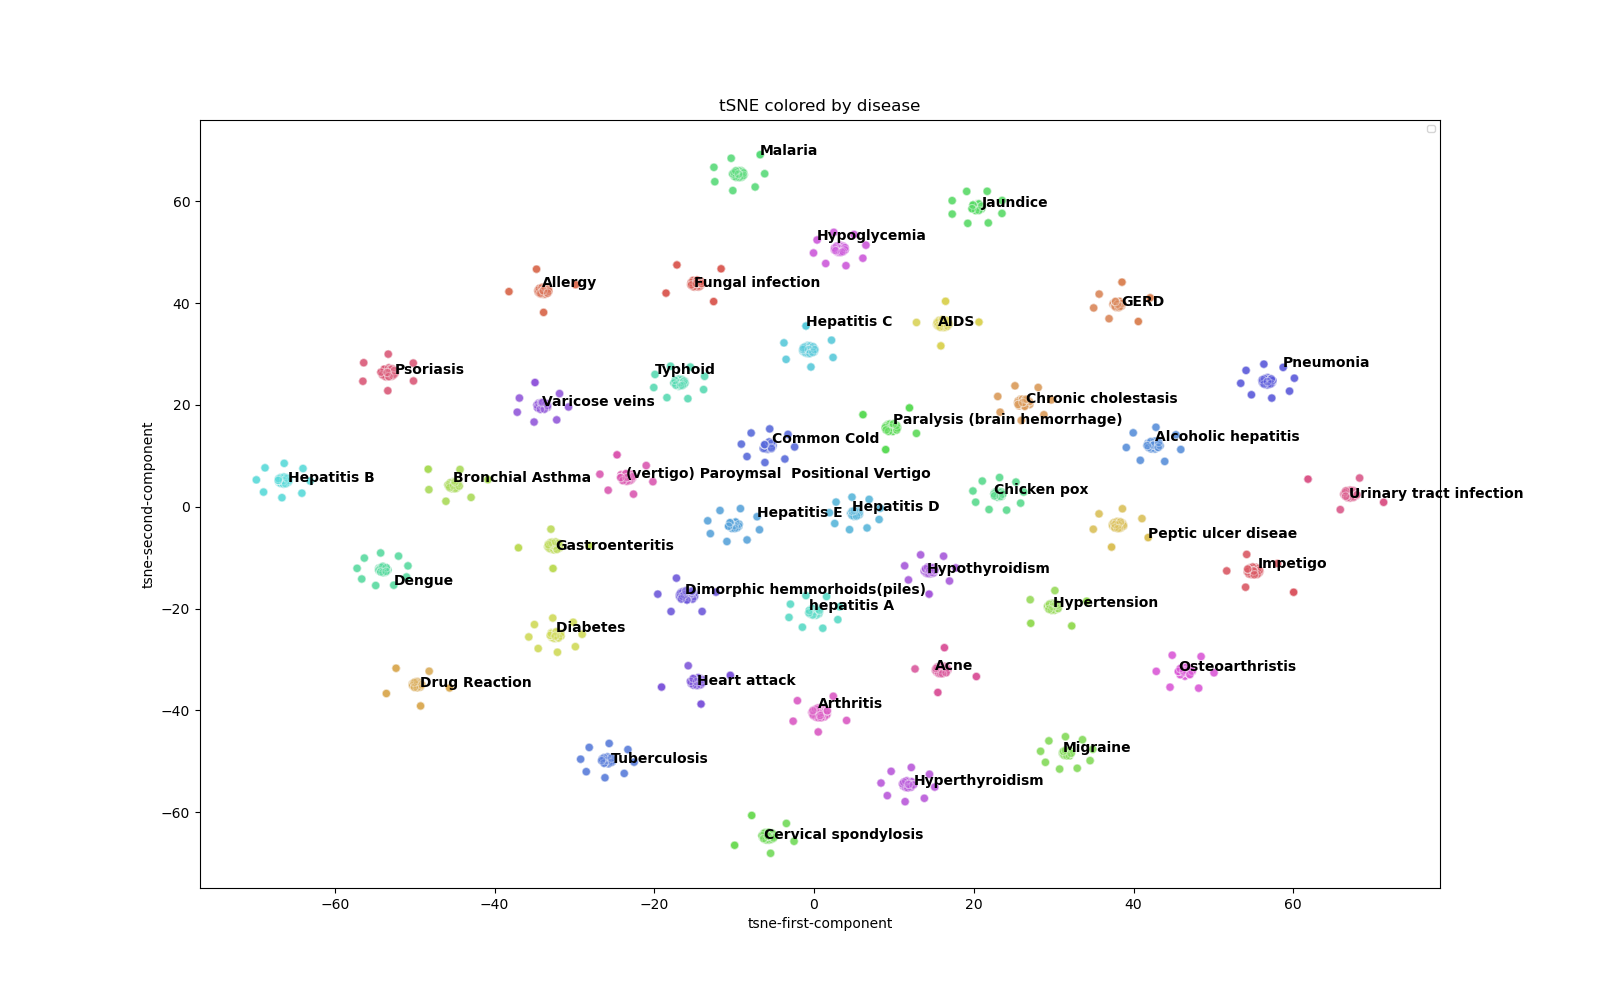 tSNE colored by disease
Malaria
Jaundice
Hypoglycemia
Allergy
Fungal infection
GERD
Hepatitis C
AIDS
Psoriasis
Typhoid
Pneumonia
Varicose veins
Chronic cholestasis
Paralysis (brain hemorrhage)
Common Cold
Alcoholic hepatitis
Hepatitis B
Bronchial Asthma
(vertigo) Paroymsal  Positional Vertigo
Chicken pox
Urinary tract infection
Hepatitis E
Hepatitis D
Peptic ulcer diseae
Gastroenteritis
Dengue
Hypothyroidism
Impetigo
Dimorphic hemmorhoids(piles)
hepatitis A
Hypertension
Diabetes
Drug Reaction
Heart attack
Acne
Osteoarthristis
Arthritis
Tuberculosis
Migraine
Hyperthyroidism
Cervical spondylosis
60
40
20
0
−20
−40
−60
tsne-second-component
−60 −40 −20 0 20 40 60
tsne-first-component